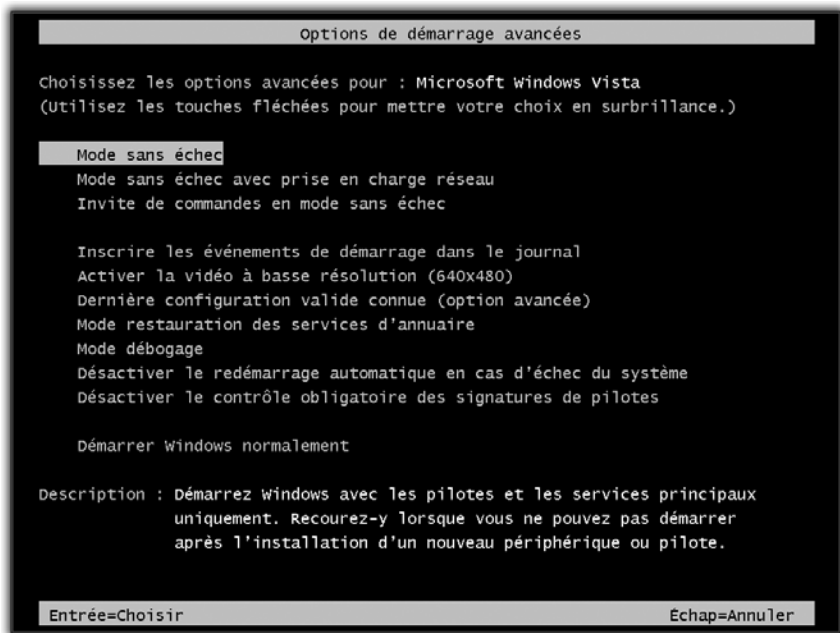 Options de démarrage avancées
Choisissez les options avancées pour : Microsoft Windows Vista
(Utilisez les touches fléchées pour mettre votre choix en surbrillance.)
Mode sans échec
Mode sans échec avec prise en charge réseau
Invite de commandes en mode sans échec
Inscrire les événements de démarrage dans le journal
Activer la vidéo à basse résolution (640x480)
Dernière configuration valide connue (option avancée)
Mode restauration des services d'annuaire
Mode débogage
Désactiver le redémarrage automatique en cas d'échec du système
Désactiver le contrôle obligatoire des signatures de pilotes
Démarrer Windows normalement
Description : Démarrez Windows avec les pilotes et les services principaux
uniquement. Recourez-y lorsque vous ne pouvez pas démarrer
après l'installation d'un nouveau périphérique ou pilote.
Entrée=Choisir Échap=Annuler